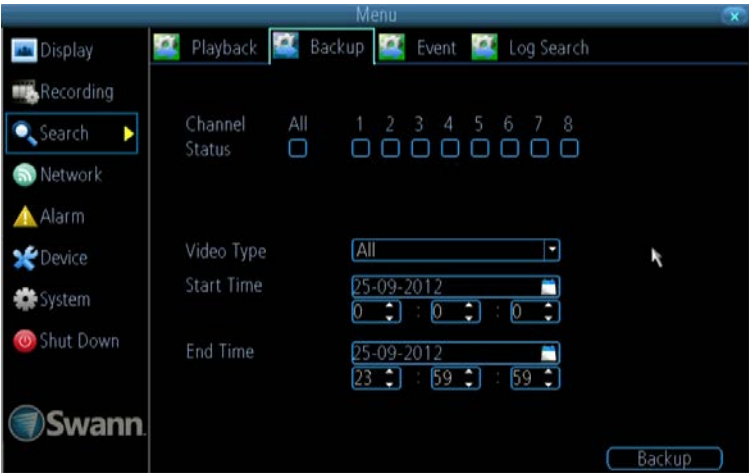 Menu
Display
Recording
Search
Network
Alarm
Device
System
Shut Down
Swann.
Playback Backup Event Log Search
Channel All 1 2 3 4 5 6 7 8
Status
Video Type All
Start Time 25-09-2012
0 : 0 : 0
End Time 25-09-2012
23 : 59 : 59
Backup